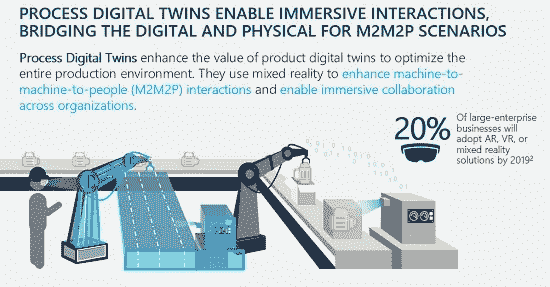 PROCESS DIGITAL TWINS ENABLE IMMERSIVE INTERACTIONS,
BRIDGING THE DIGITAL AND PHYSICAL FOR M2M2P SCENARIOS
Process Digital Twins enhance the value of product digital twins to optimize the
entire production environment. They use mixed reality to enhance machine-to-
machine-to-people (M2M2P) interactions and enable immersive collaboration
across organizations.
20%
Of large-enterprise
businesses will
adopt AR, VR, or
mixed reality
solutions by 2019²